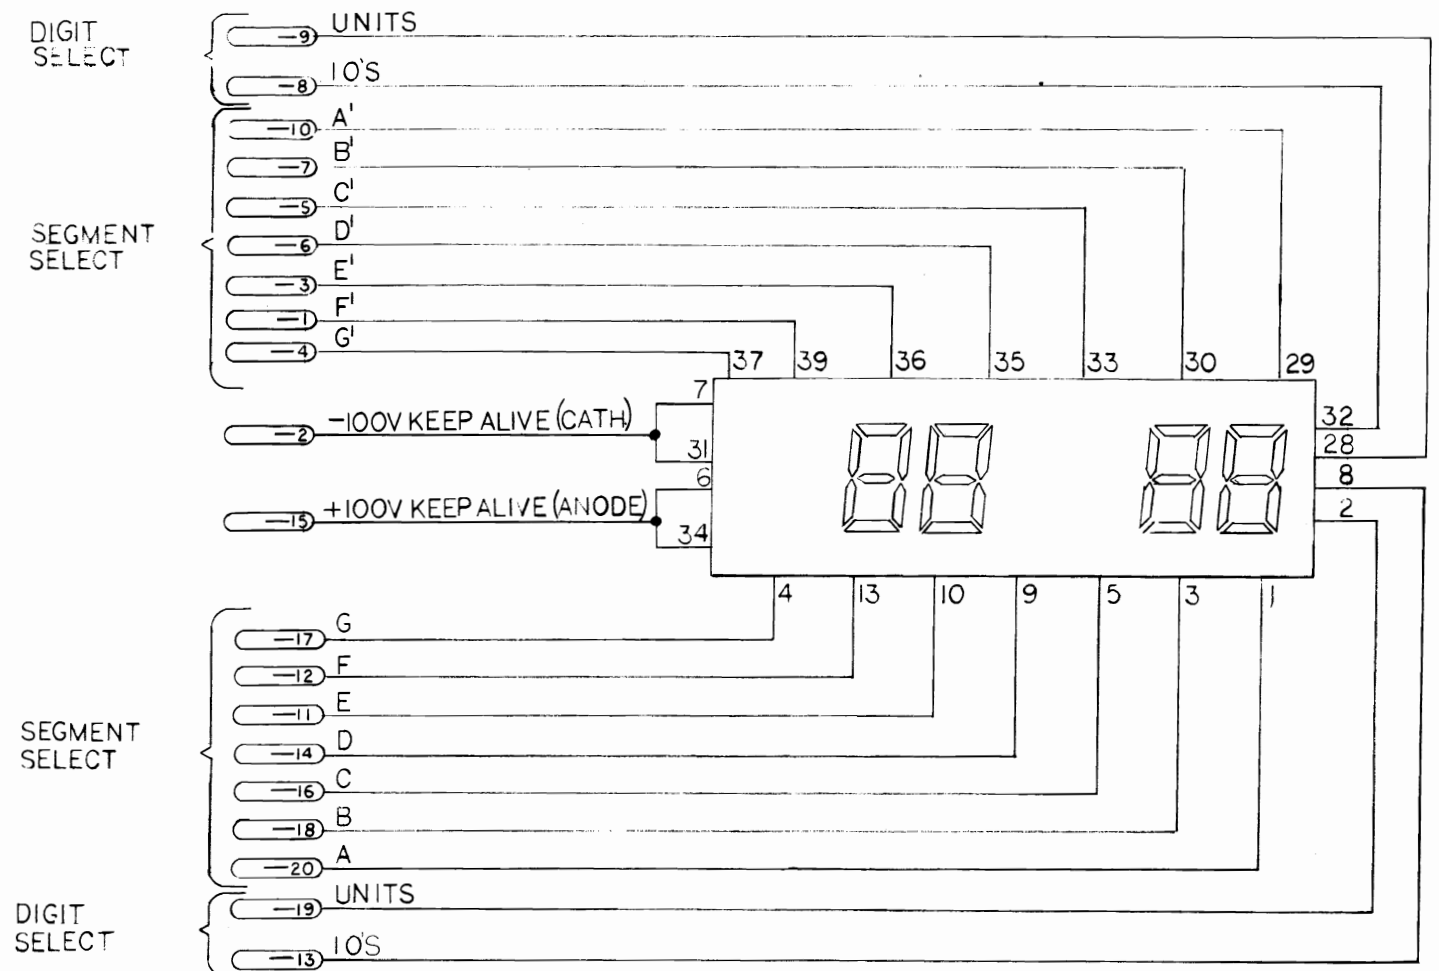 DIGIT
SELECT
-9 UNITS
-8 10'S
SEGMENT
SELECT
-10 A'
-7 B'
-5 C'
-6 D'
-3 E'
-1 F'
-4 G'
37 39 36 35 33 30 29
-2 -100V KEEP ALIVE (CATH)
7
31
-15 +100V KEEP ALIVE (ANODE)
6
34
32
28
8
2
4 13 10 9 5 3 1
SEGMENT
SELECT
-17 G
-12 F
-11 E
-14 D
-16 C
-18 B
-20 A
DIGIT
SELECT
-19 UNITS
-13 10'S